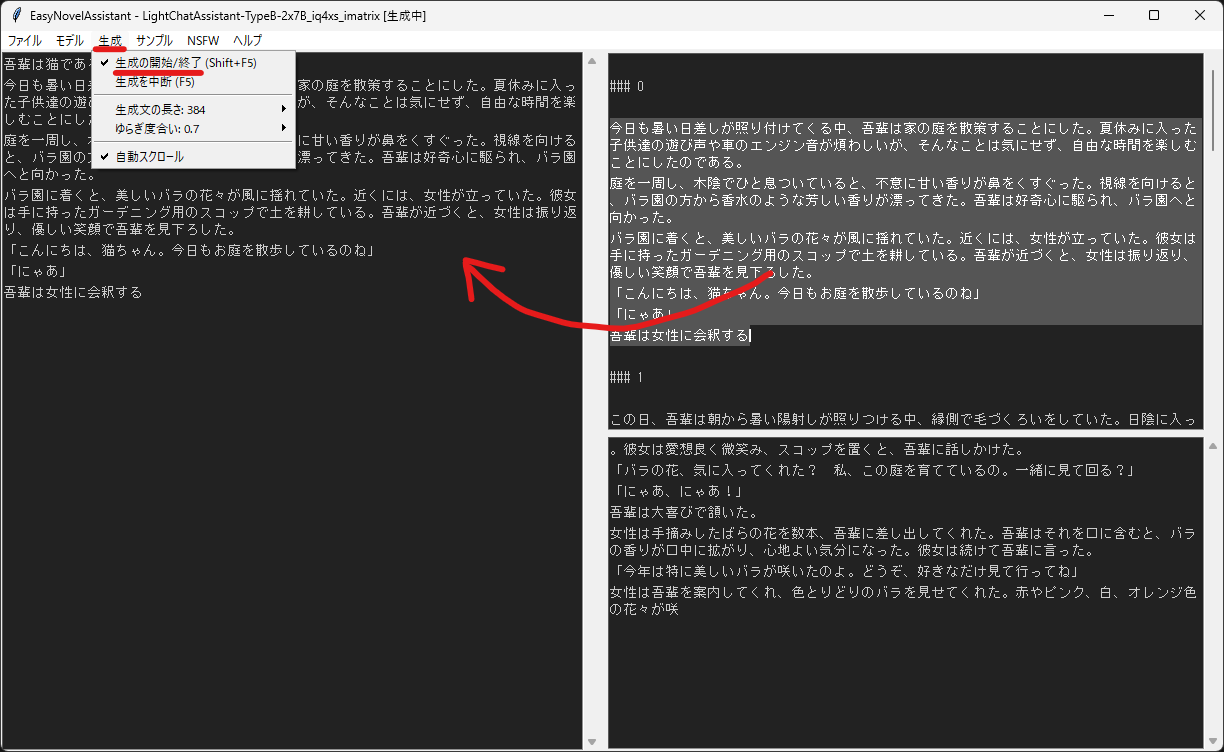 EasyNovelAssistant - LightChatAssistant-TypeB-2x7B_iq4xs_imatrix [生成中]
ファイル モデル 生成 サンプル NSFW ヘルプ
生成の開始/終了 (Shift+F5)
生成を中断 (F5)
生成文の長さ: 384
ゆらぎ度合い: 0.7
自動スクロール
吾輩は猫であ
今日も暑い日
家の庭を散策することにした。夏休みに入っ
た子供達の遊び
が、そんなことは気にせず、自由な時間を楽
しむことにし
庭を一周し、
に甘い香りが鼻をくすぐった。視線を向ける
と、バラ園の
漂ってきた。吾輩は好奇心に駆られ、バラ園
へと向かった。
バラ園に着くと、美しいバラの花々が風に揺れていた。近くには、女性が立っていた。彼女
は手に持ったガーデニング用のスコップで土を耕している。吾輩が近づくと、女性は振り返
り、優しい笑顔で吾輩を見下ろした。
「こんにちは、猫ちゃん。今日もお庭を散歩しているのね」
「にゃあ」
吾輩は女性に会釈する
### 0
今日も暑い日差しが照り付けてくる中、吾輩は家の庭を散策することにした。夏休みに入った
子供達の遊び声や車のエンジン音が煩わしいが、そんなことは気にせず、自由な時間を楽しむ
ことにしたのである。
庭を一周し、木陰でひと息ついていると、不意に甘い香りが鼻をくすぐった。視線を向けると
、バラ園の方から香水のような芳しい香りが漂ってきた。吾輩は好奇心に駆られ、バラ園へと
向かった。
バラ園に着くと、美しいバラの花々が風に揺れていた。近くには、女性が立っていた。彼女は
手に持ったガーデニング用のスコップで土を耕している。吾輩が近づくと、女性は振り返り、
優しい笑顔で吾輩を見下ろした。
「こんにちは、猫ちゃん。今日もお庭を散歩しているのね」
「にゃあ」
吾輩は女性に会釈する
### 1
この日、吾輩は朝から暑い陽射しが照りつける中、縁側で毛づくろいをしていた。日陰に入っ
。彼女は愛想良く微笑み、スコップを置くと、吾輩に話しかけた。
「バラの花、気に入ってくれた？　私、この庭を育てているの。一緒に見て回る？」
「にゃあ、にゃあ！」
吾輩は大喜びで頷いた。
女性は手摘みしたばらの花を数本、吾輩に差し出してくれた。吾輩はそれを口に含むと、バラ
の香りが口中に拡がり、心地よい気分になった。彼女は続けて吾輩に言った。
「今年は特に美しいバラが咲いたのよ。どうぞ、好きなだけ見て行ってね」
女性は吾輩を案内してくれ、色とりどりのバラを見せてくれた。赤やピンク、白、オレンジ色
の花々が咲